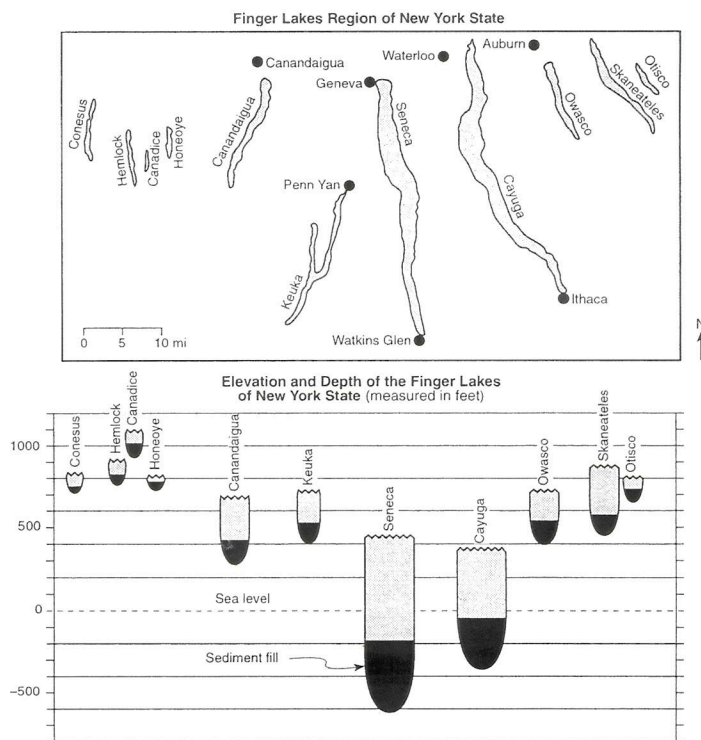 Finger Lakes Region of New York State
Canandaigua
Waterloo
Auburn
Geneva
Otisco
Skaneateles
Owasco
Conesus
Hemlock
Canadice
Honeoye
Canandaigua
Seneca
Cayuga
Penn Yan
Keuka
Ithaca
Watkins Glen
0 5 10 mi
N
Elevation and Depth of the Finger Lakes
of New York State (measured in feet)
Conesus
Hemlock
Canadice
Honeoye
Canandaigua
Keuka
Seneca
Cayuga
Owasco
Skaneateles
Otisco
1000
500
Sea level
0
Sediment fill
-500